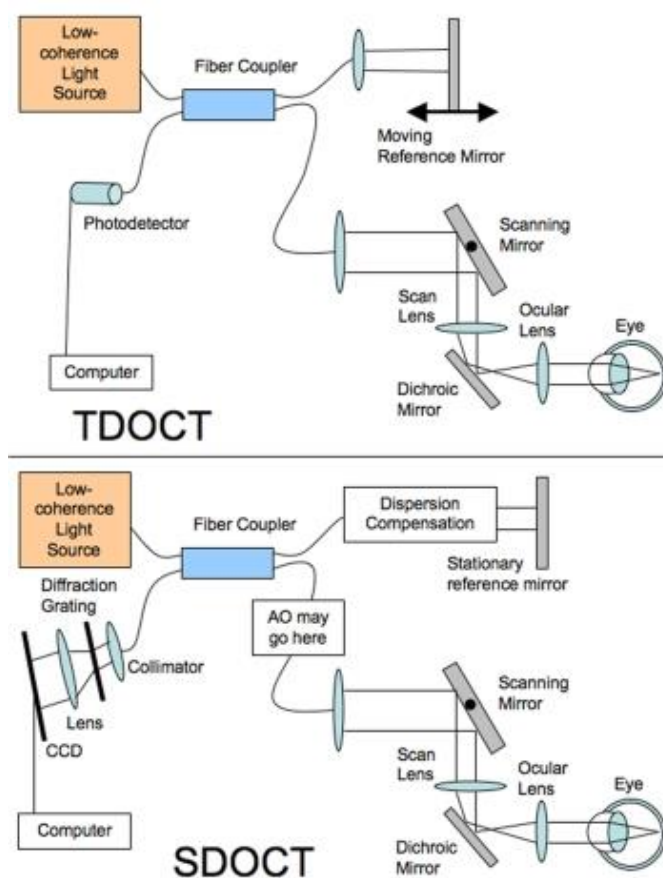 Low-
coherence
Light
Source
Fiber Coupler
Moving
Reference Mirror
Photodetector
Scanning
Mirror
Scan
Lens
Ocular
Lens
Eye
Computer
Dichroic
Mirror
TDOCT
Low-
coherence
Light
Source
Fiber Coupler
Dispersion
Compensation
Stationary
reference mirror
Diffraction
Grating
AO may
go here
Collimator
Lens
CCD
Scanning
Mirror
Scan
Lens
Ocular
Lens
Eye
Computer
Dichroic
Mirror
SDOCT